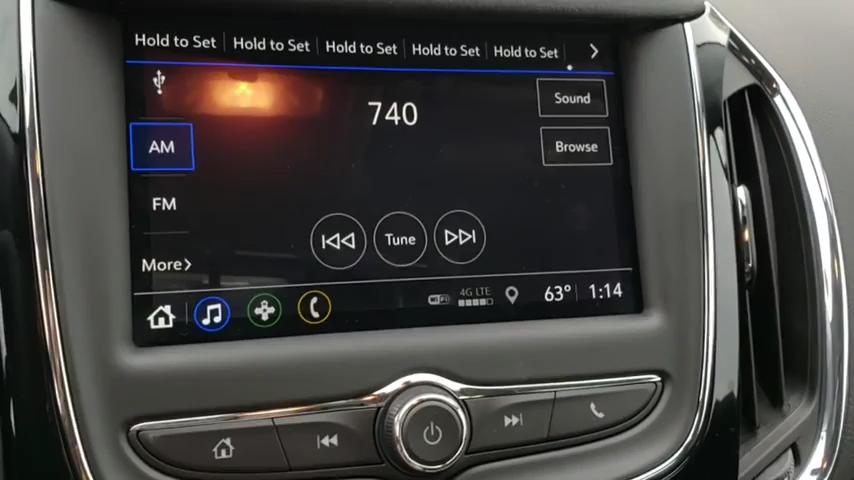 Hold to Set Hold to Set Hold to Set Hold to Set Hold to Set
740
Sound
AM
Browse
FM
Tune
More
WiFi 4G LTE 63° 1:14